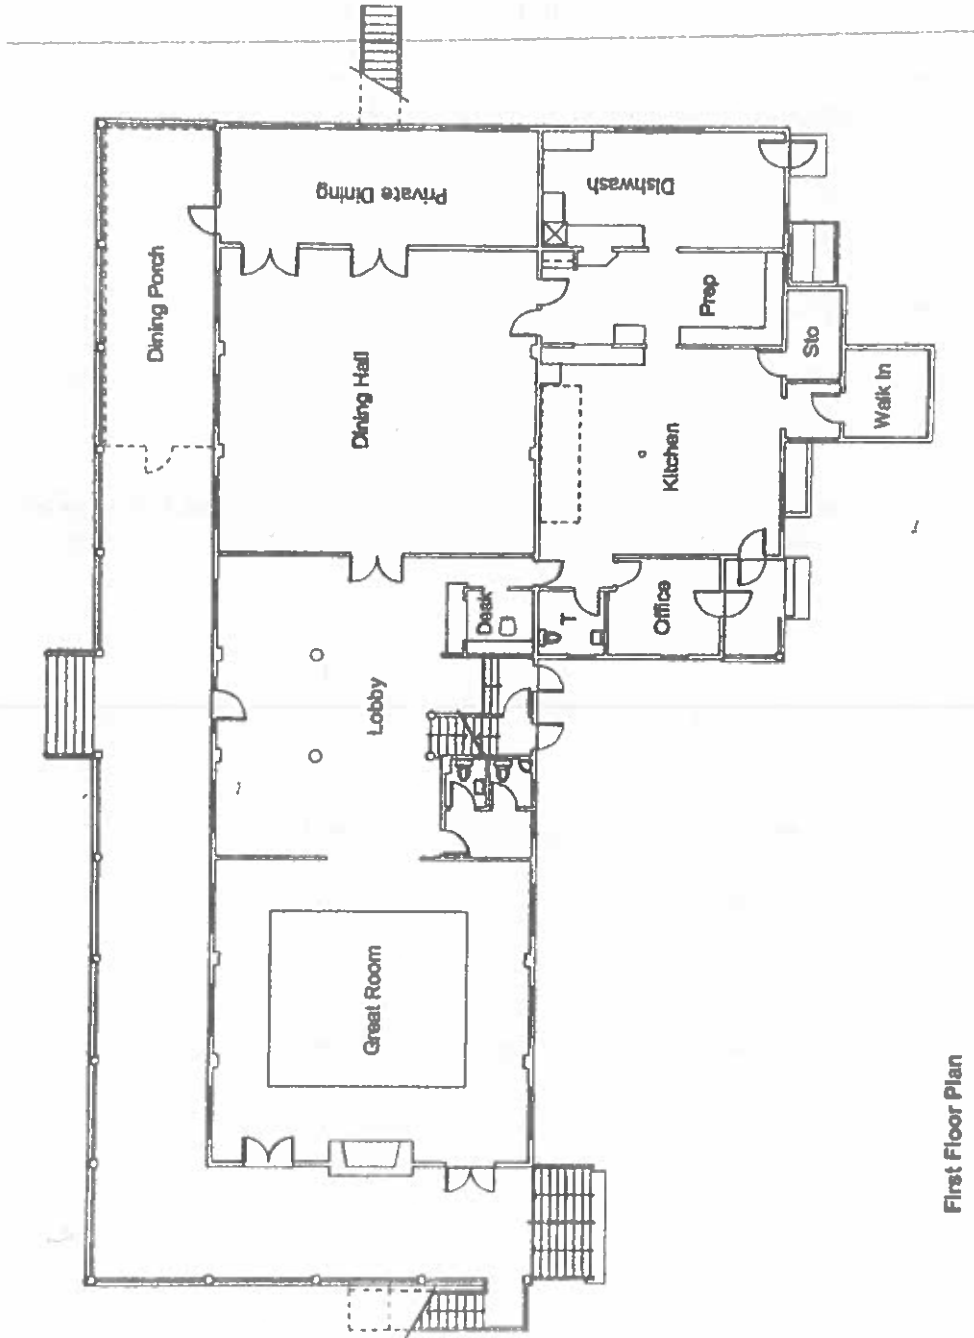 Dining Porch
Private Dining
Dishwash
Dining Hall
Prep
Sto
Walk In
Kitchen
Desk
T
Office
Lobby
Great Room
First Floor Plan